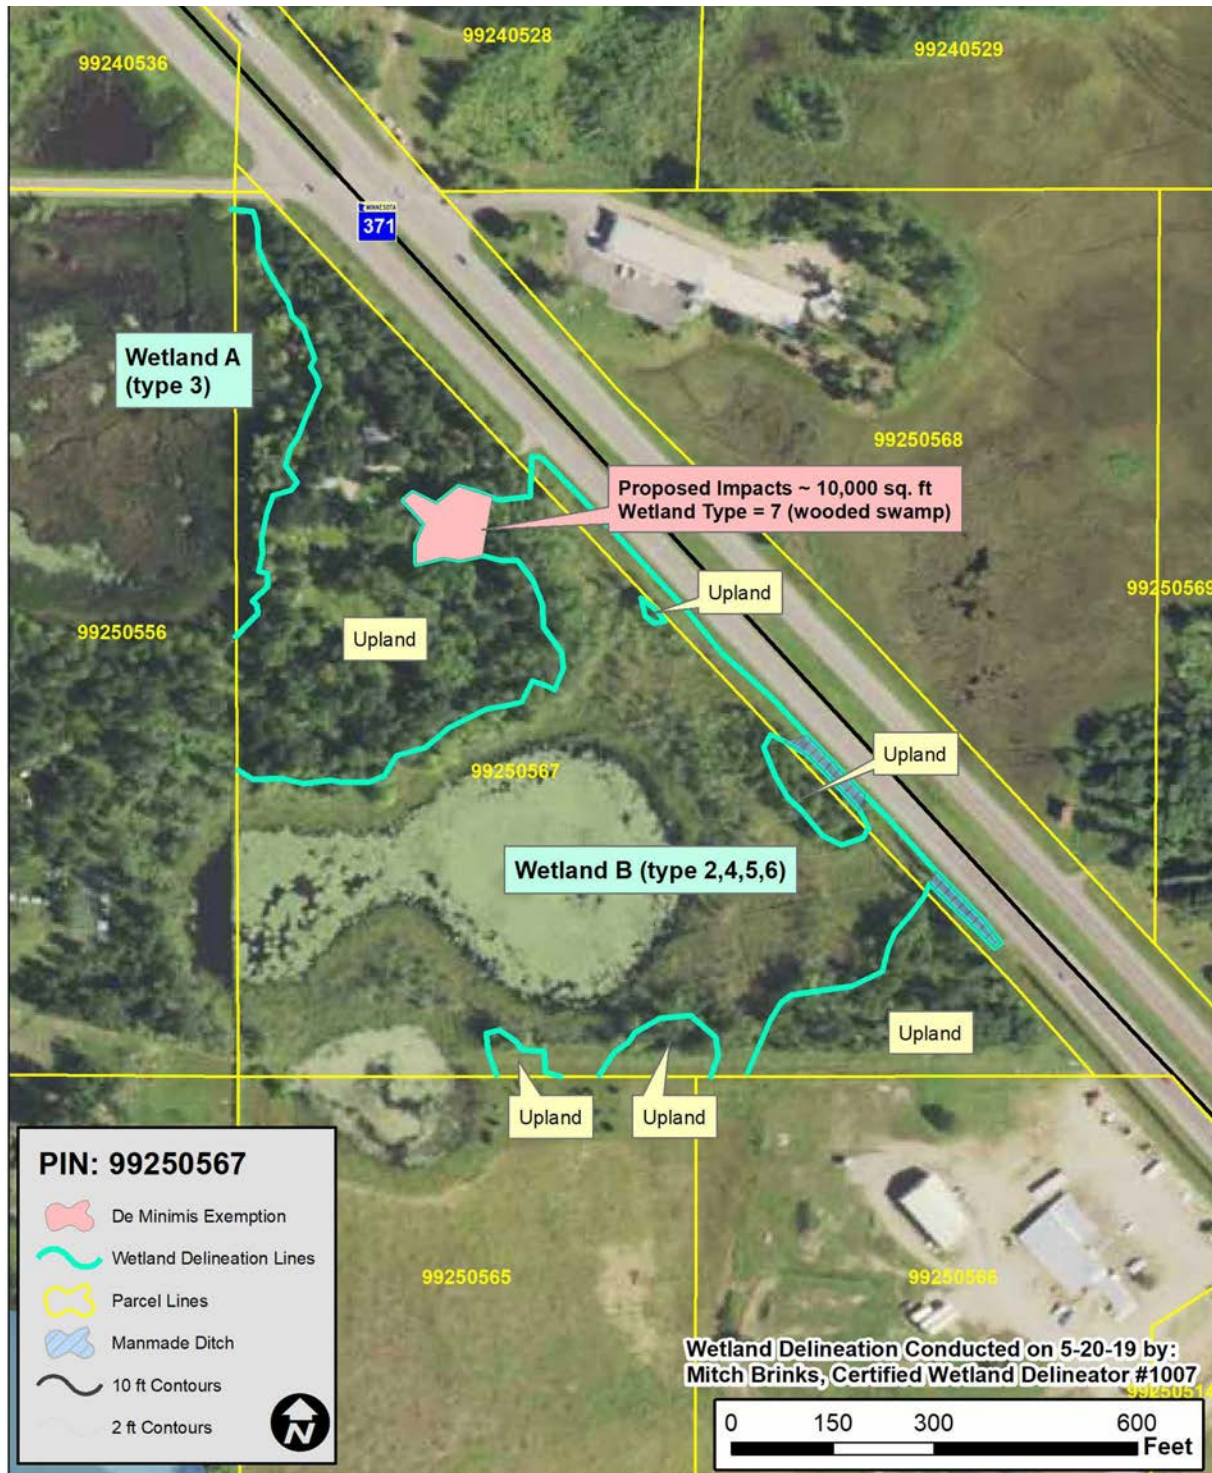 99240536
99240528
99240529
MINNESOTA
371
Wetland A
(type 3)
99250568
Proposed Impacts ~ 10,000 sq. ft
Wetland Type = 7 (wooded swamp)
Upland
99250569
99250556
Upland
Upland
99250567
Wetland B (type 2,4,5,6)
Upland
Upland
Upland
PIN: 99250567
De Minimis Exemption
Wetland Delineation Lines
Parcel Lines
Manmade Ditch
10 ft Contours
2 ft Contours
N
99250565
99250566
Wetland Delineation Conducted on 5-20-19 by:
Mitch Brinks, Certified Wetland Delineator #1007
99250514
0 150 300 600
Feet